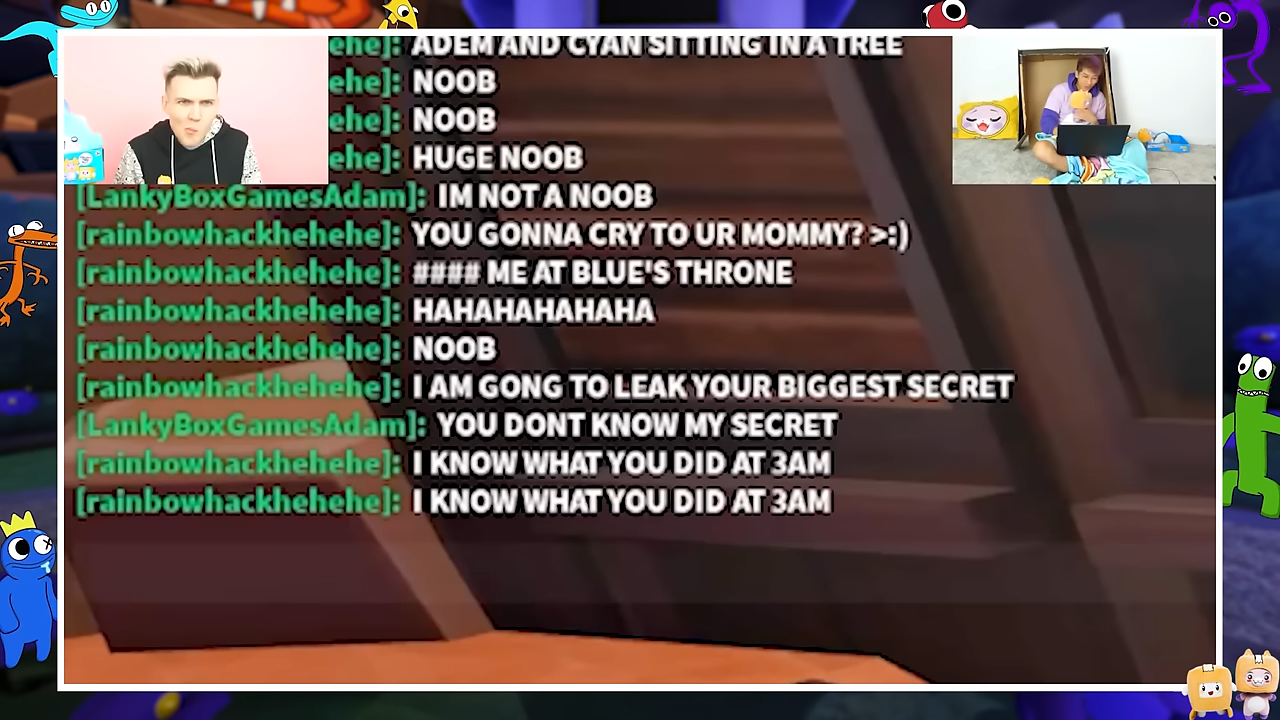 ehe]: ADEM AND CYAN SITTING IN A TREE
ehe]: NOOB
ehe]: NOOB
ehe]: HUGE NOOB
[LankyBoxGamesAdam]: IM NOT A NOOB
[rainbowhackhehehe]: YOU GONNA CRY TO UR MOMMY? >:)
[rainbowhackhehehe]: #### ME AT BLUE'S THRONE
[rainbowhackhehehe]: HAHAHAHAHAHA
[rainbowhackhehehe]: NOOB
[rainbowhackhehehe]: I AM GONG TO LEAK YOUR BIGGEST SECRET
[LankyBoxGamesAdam]: YOU DONT KNOW MY SECRET
[rainbowhackhehehe]: I KNOW WHAT YOU DID AT 3AM
[rainbowhackhehehe]: I KNOW WHAT YOU DID AT 3AM